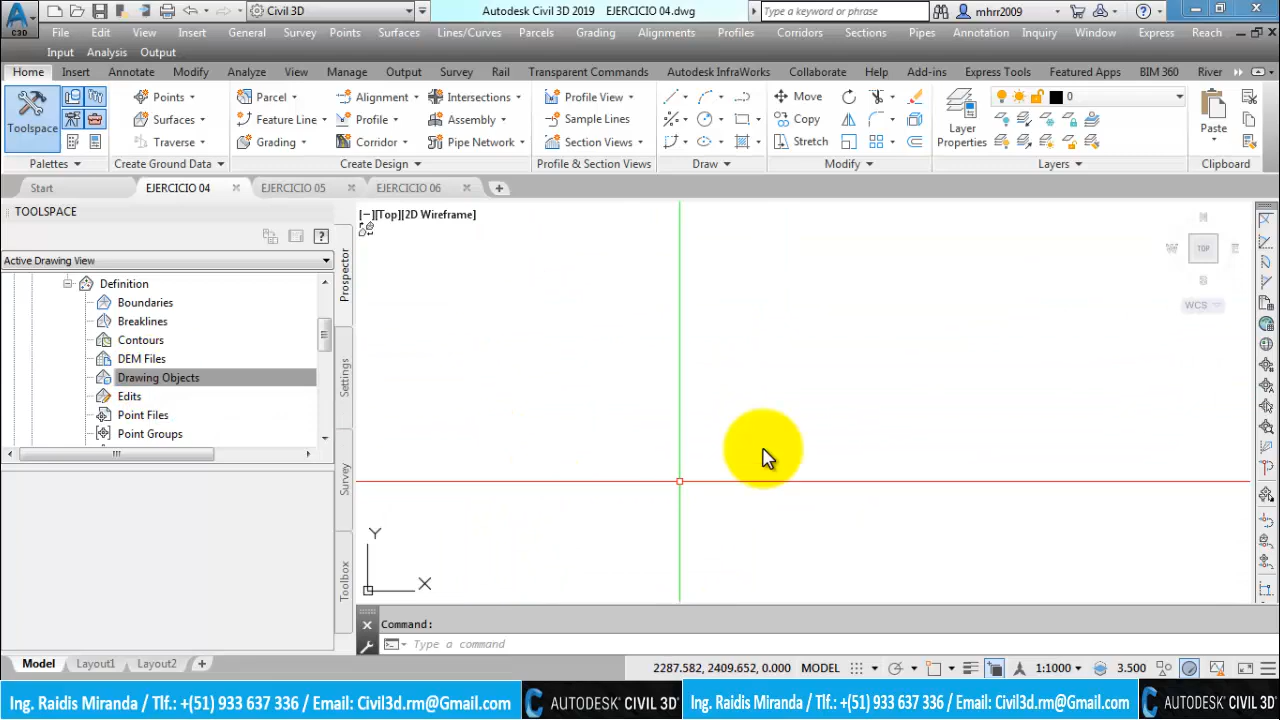 C3D
Civil 3D
Autodesk Civil 3D 2019 EJERCICIO 04.dwg
Type a keyword or phrase
mhrr2009
File Edit View Insert General Survey Points Surfaces Lines/Curves Parcels Grading Alignments Profiles Corridors Sections Pipes Annotation Inquiry Window Express Reach
Input Analysis Output
Home Insert Annotate Modify Analyze View Manage Output Survey Rail Transparent Commands Autodesk InfraWorks Collaborate Help Add-ins Express Tools Featured Apps BIM 360 River
Points Parcel Alignment Intersections Profile View Move 0
Toolspace Surfaces Feature Line Profile Assembly Sample Lines Copy Layer Properties Paste
Traverse Grading Corridor Pipe Network Section Views Stretch
Palettes Create Ground Data Create Design Profile & Section Views Draw Modify Layers Clipboard
Start EJERCICIO 04 EJERCICIO 05 EJERCICIO 06
TOOLSPACE
[−][Top][2D Wireframe]
TOP
WCS
Active Drawing View
Definition
Boundaries
Breaklines
Contours
DEM Files
Drawing Objects
Edits
Point Files
Point Groups
Prospector
Settings
Survey
Toolbox
Y
X
Command:
Type a command
Model Layout1 Layout2
2287.582, 2409.652, 0.000 MODEL 1:1000 3.500
Ing. Raidis Miranda / Tlf.: +(51) 933 637 336 / Email: Civil3d.rm@Gmail.com AUTODESK® CIVIL 3D® Ing. Raidis Miranda / Tlf.: +(51) 933 637 336 / Email: Civil3d.rm@Gmail.com AUTODESK® CIVIL 3D®